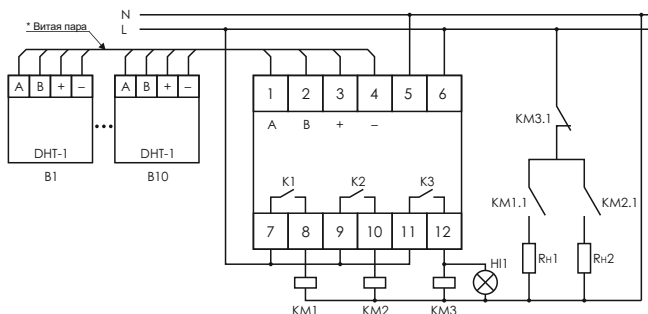 N
L
* Витая пара
A B + –
A B + –
1 2 3 4 5 6
A B + –
DHT-1
DHT-1
B1
B10
K1 K2 K3
7 8 9 10 11 12
KM3.1
KM1.1
KM2.1
Rн1
Rн2
Hl1
KM1
KM2
KM3